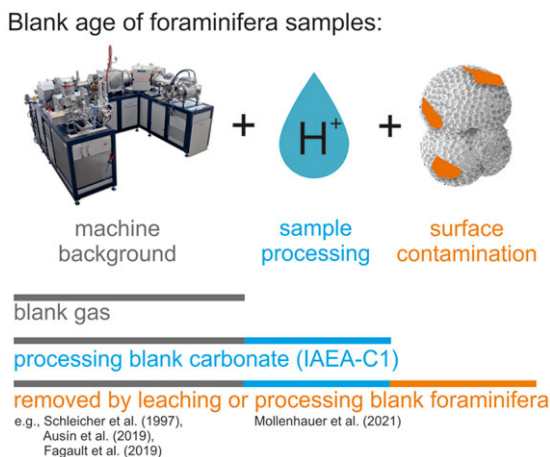 Blank age of foraminifera samples:
+ H+ +
machine
background
sample
processing
surface
contamination
blank gas
processing blank carbonate (IAEA-C1)
removed by leaching or processing blank foraminifera
e.g., Schleicher et al. (1997),
Ausin et al. (2019),
Fagault et al. (2019)
Mollenhauer et al. (2021)